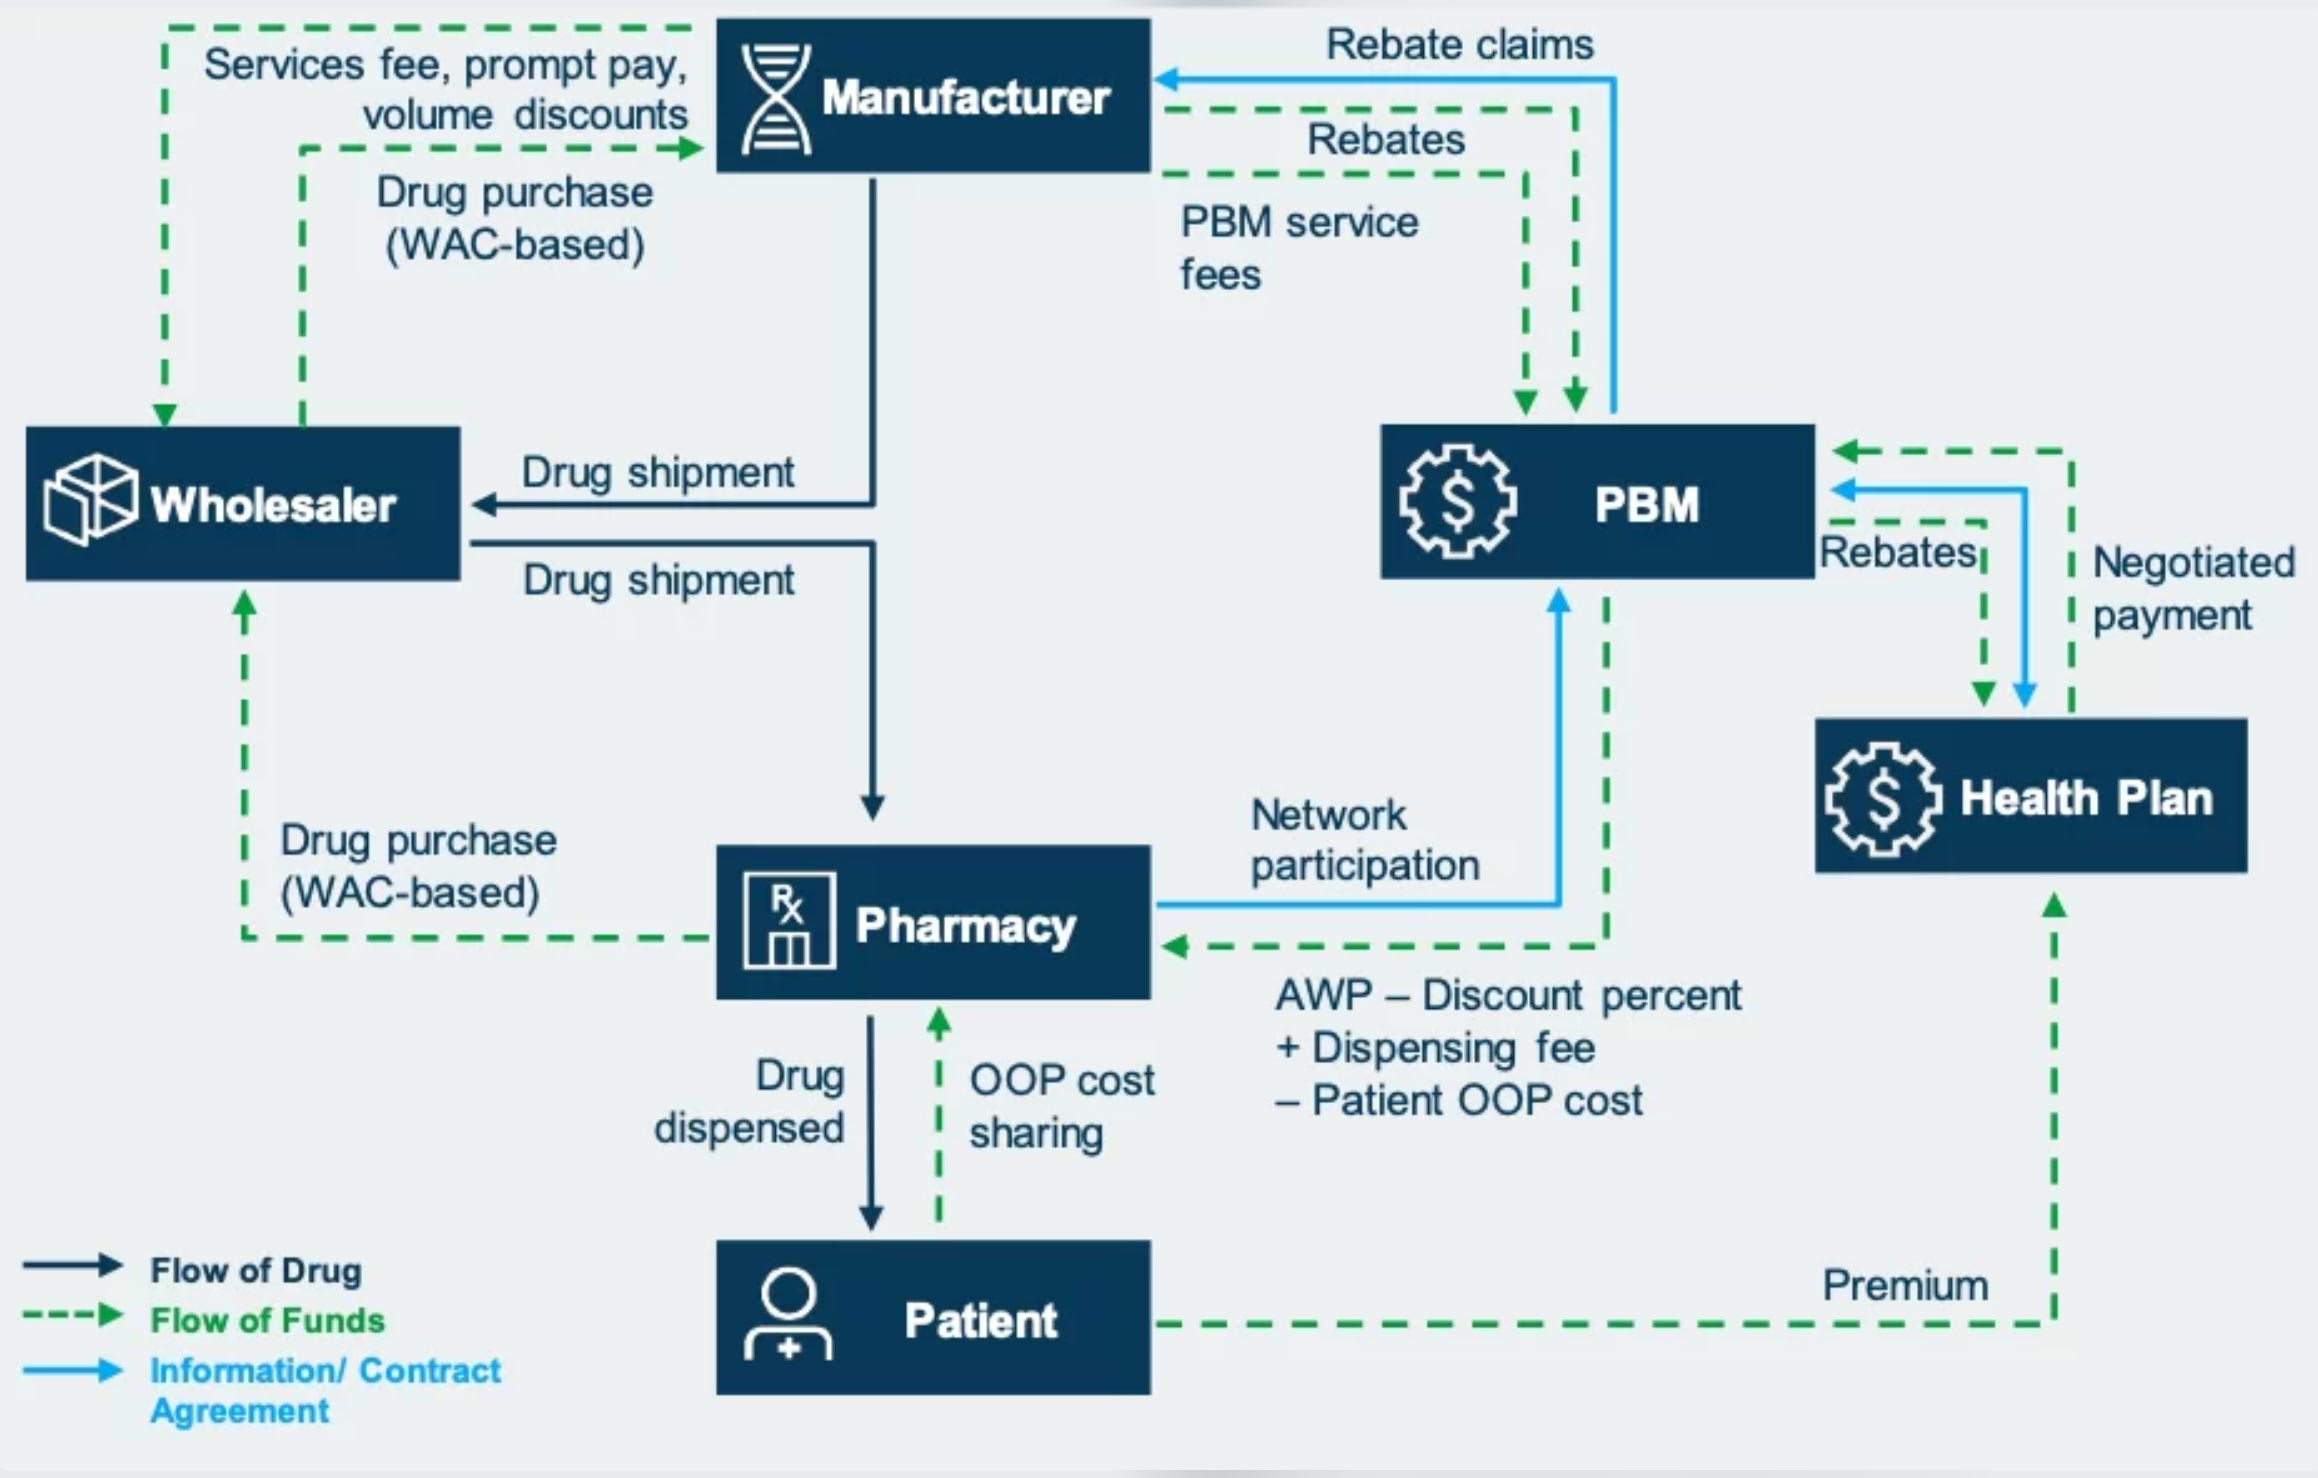 Services fee, prompt pay,
volume discounts
Manufacturer
Rebate claims
Rebates
Drug purchase
(WAC-based)
PBM service
fees
Wholesaler
Drug shipment
Drug shipment
PBM
Rebates
Negotiated
payment
Health Plan
Drug purchase
(WAC-based)
Network
participation
Rx
Pharmacy
AWP – Discount percent
+ Dispensing fee
– Patient OOP cost
Drug
dispensed
OOP cost
sharing
Patient
Premium
Flow of Drug
Flow of Funds
Information/ Contract
Agreement